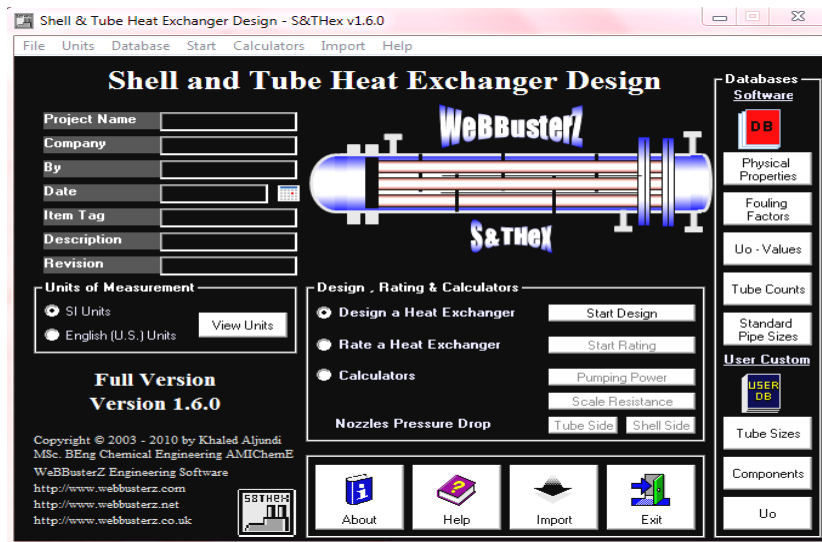 Shell & Tube Heat Exchanger Design - S&THex v1.6.0
File Units Database Start Calculators Import Help
Shell and Tube Heat Exchanger Design
Project Name
Company
By
Date
Item Tag
Description
Revision
WeBBusterZ
S&THeX
Units of Measurement
SI Units
English (U.S.) Units
View Units
Full Version
Version 1.6.0
Copyright © 2003 - 2010 by Khaled Aljundi
MSc. BEng Chemical Engineering AMIChemE
WeBBusterZ Engineering Software
http://www.webbusterz.com
http://www.webbusterz.net
http://www.webbusterz.co.uk
S&THEX
Design , Rating & Calculators
Design a Heat Exchanger
Start Design
Rate a Heat Exchanger
Start Rating
Calculators
Pumping Power
Scale Resistance
Nozzles Pressure Drop
Tube Side
Shell Side
About
Help
Import
Exit
Databases
Software
DB
Physical
Properties
Fouling
Factors
Uo - Values
Tube Counts
Standard
Pipe Sizes
User Custom
USER
DB
Tube Sizes
Components
Uo